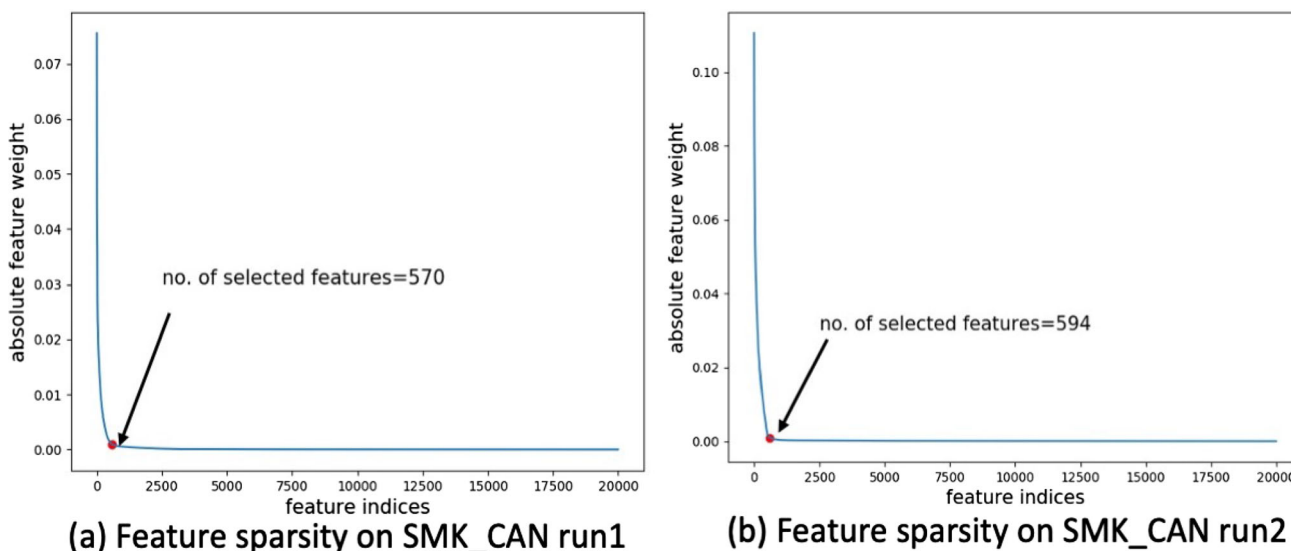 absolute feature weight
0.07
0.06
0.05
0.04
0.03
0.02
0.01
0.00
no. of selected features=570
0 2500 5000 7500 10000 12500 15000 17500 20000
feature indices
(a) Feature sparsity on SMK_CAN run1
absolute feature weight
0.10
0.08
0.06
0.04
0.02
0.00
no. of selected features=594
0 2500 5000 7500 10000 12500 15000 17500 20000
feature indices
(b) Feature sparsity on SMK_CAN run2